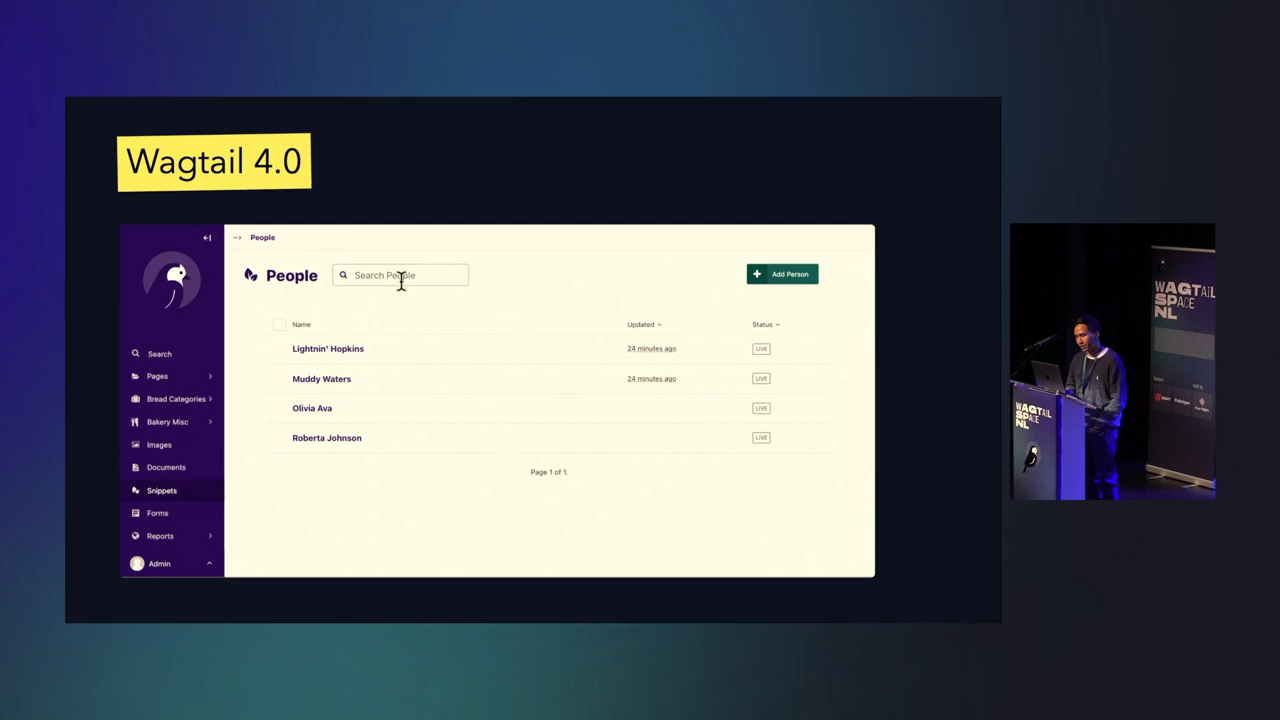 Wagtail 4.0
People
People
Search People
Add Person
Name
Updated
Status
Lightnin' Hopkins
24 minutes ago
LIVE
Muddy Waters
24 minutes ago
LIVE
Olivia Ava
LIVE
Roberta Johnson
LIVE
Page 1 of 1.
Search
Pages
Bread Categories
Bakery Misc
Images
Documents
Snippets
Forms
Reports
Admin
WAGTAIL
SPACE
NL
WAGTAIL
SPACE
NL